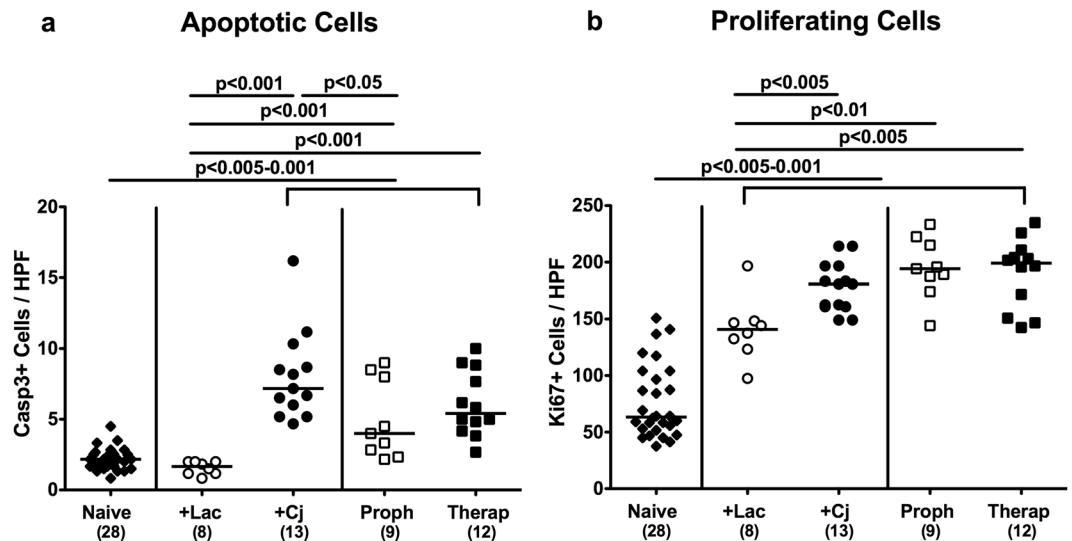 a
Apoptotic Cells
p<0.001
p<0.05
p<0.001
p<0.001
p<0.005-0.001
Casp3+ Cells / HPF
20
15
10
5
0
Naive
+Lac
+Cj
Proph
Therap
(28)
(8)
(13)
(9)
(12)
b
Proliferating Cells
p<0.005
p<0.01
p<0.005
p<0.005-0.001
Ki67+ Cells / HPF
250
200
150
100
50
0
Naive
+Lac
+Cj
Proph
Therap
(28)
(8)
(13)
(9)
(12)